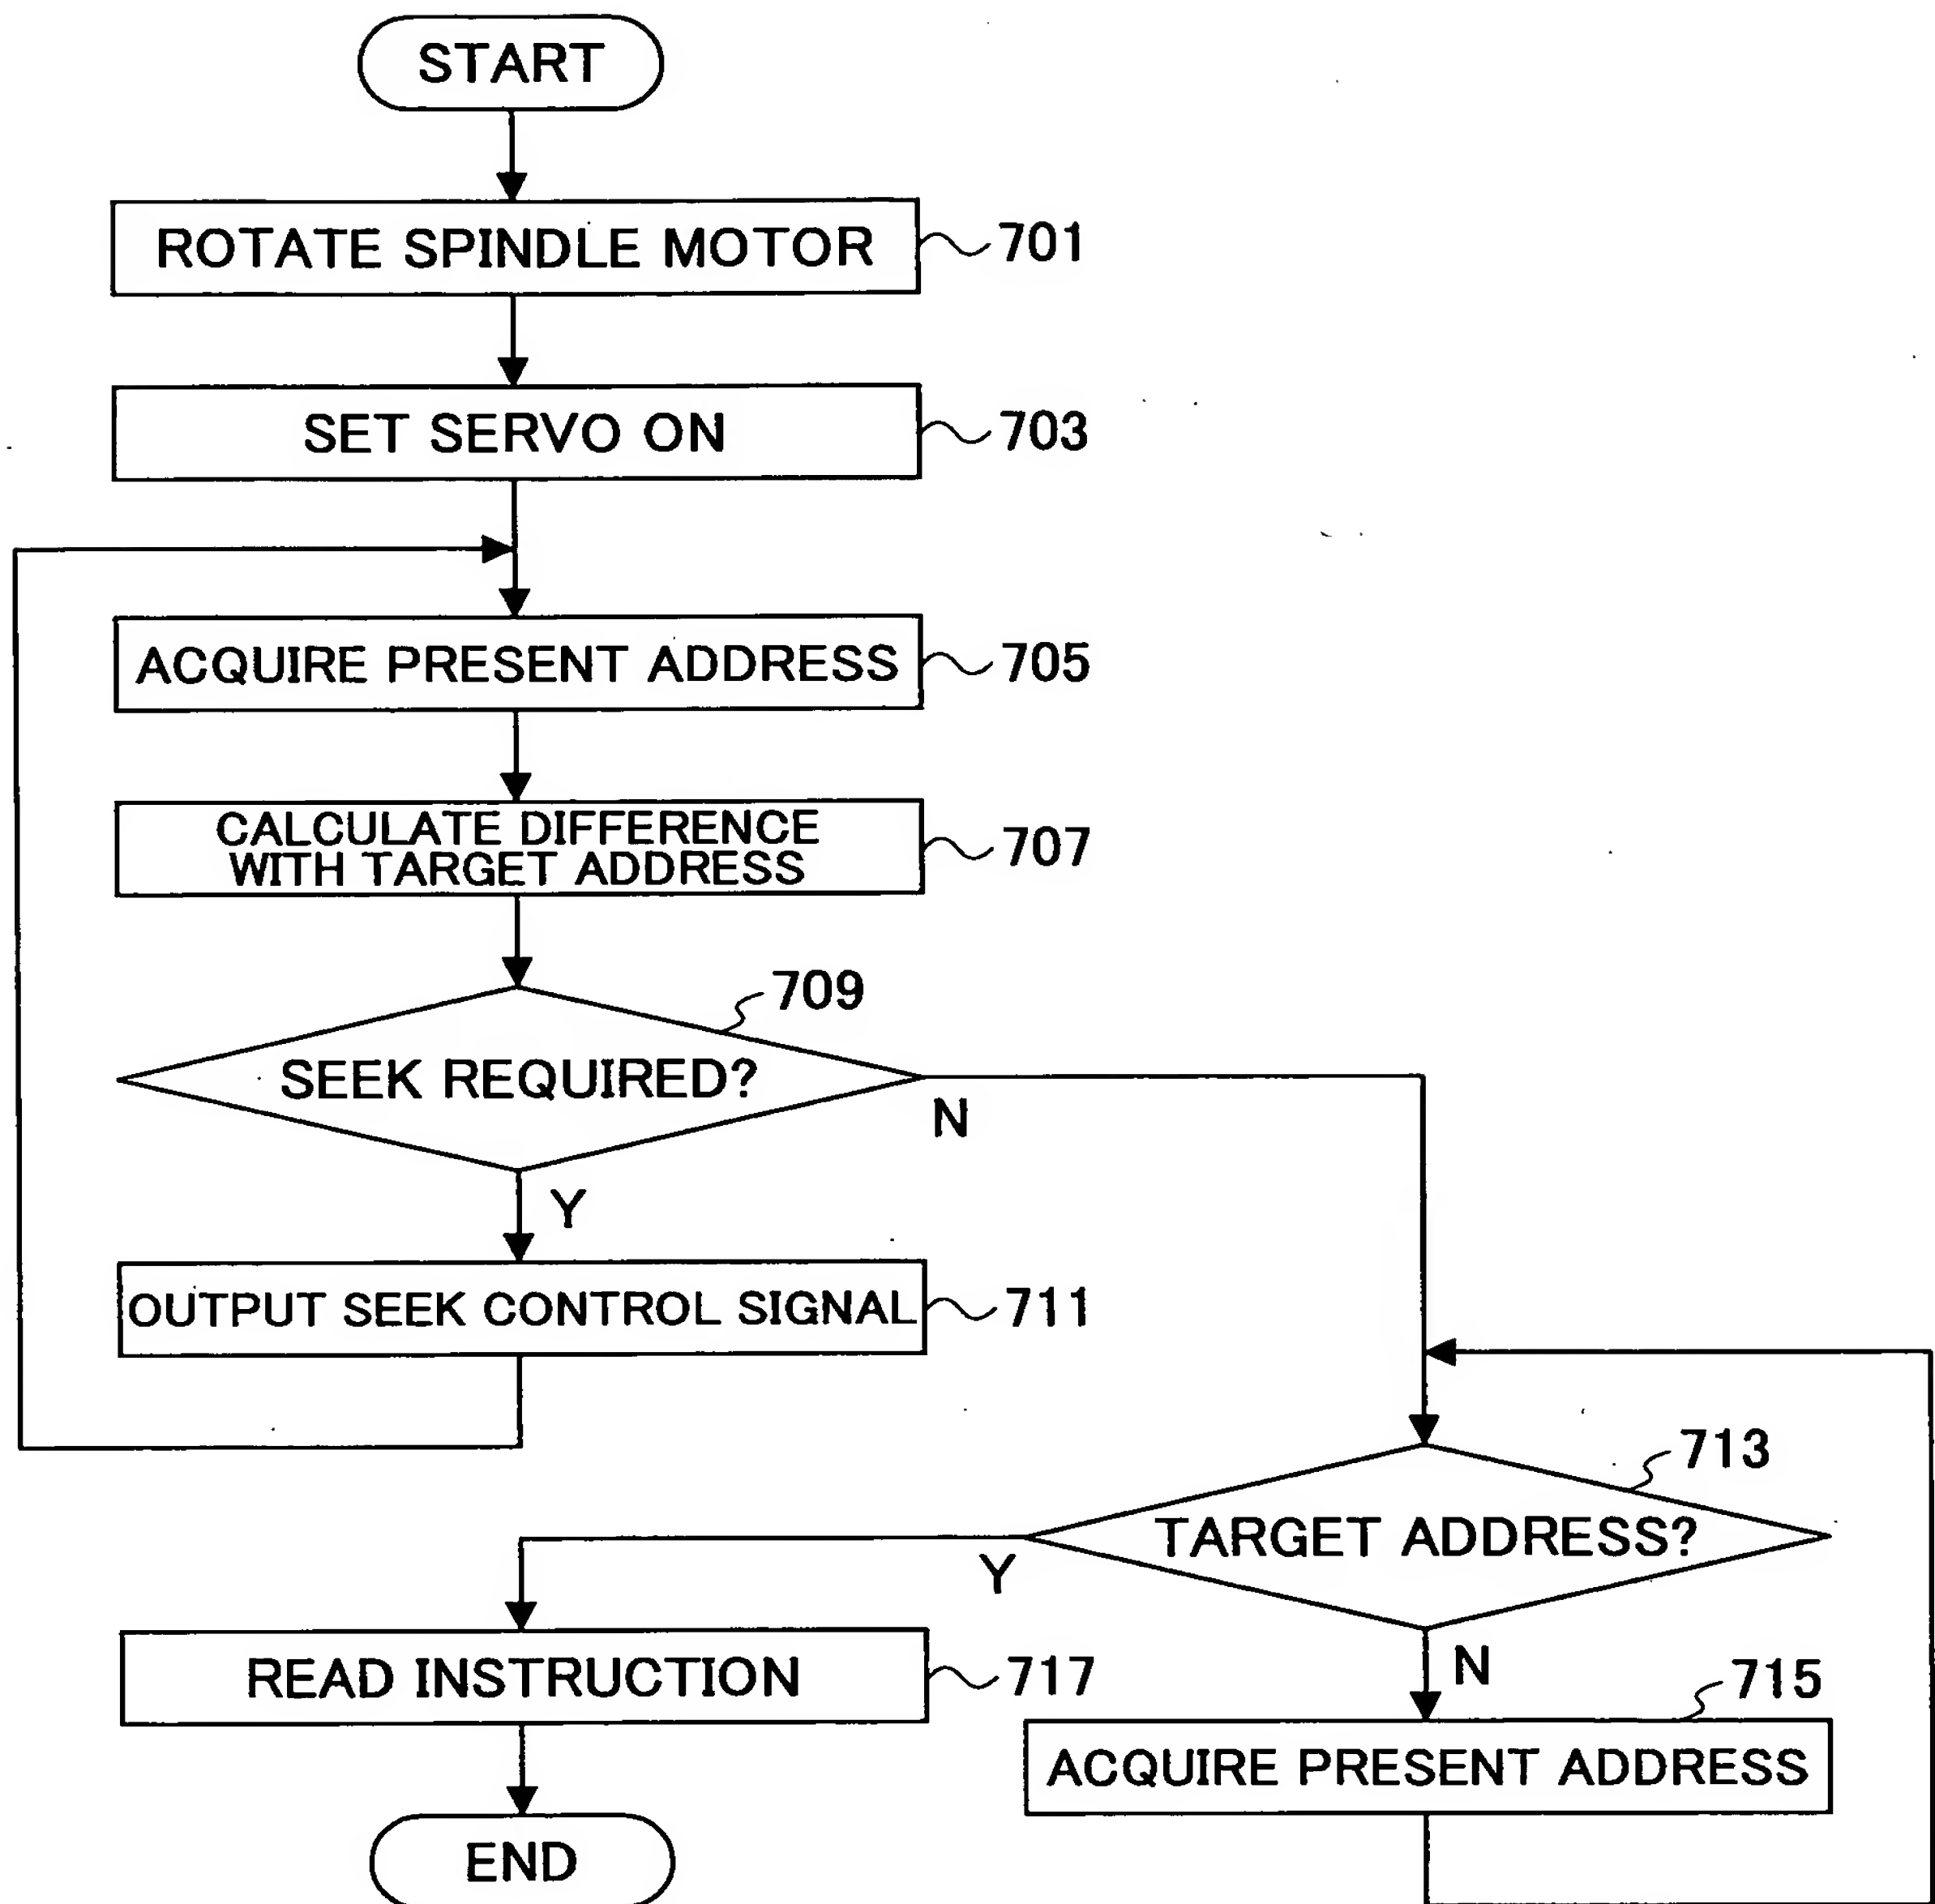 START
ROTATE SPINDLE MOTOR
701
SET SERVO ON
703
ACQUIRE PRESENT ADDRESS
705
CALCULATE DIFFERENCE
WITH TARGET ADDRESS
707
709
SEEK REQUIRED?
N
Y
OUTPUT SEEK CONTROL SIGNAL
711
713
TARGET ADDRESS?
Y
N
READ INSTRUCTION
717
715
ACQUIRE PRESENT ADDRESS
END